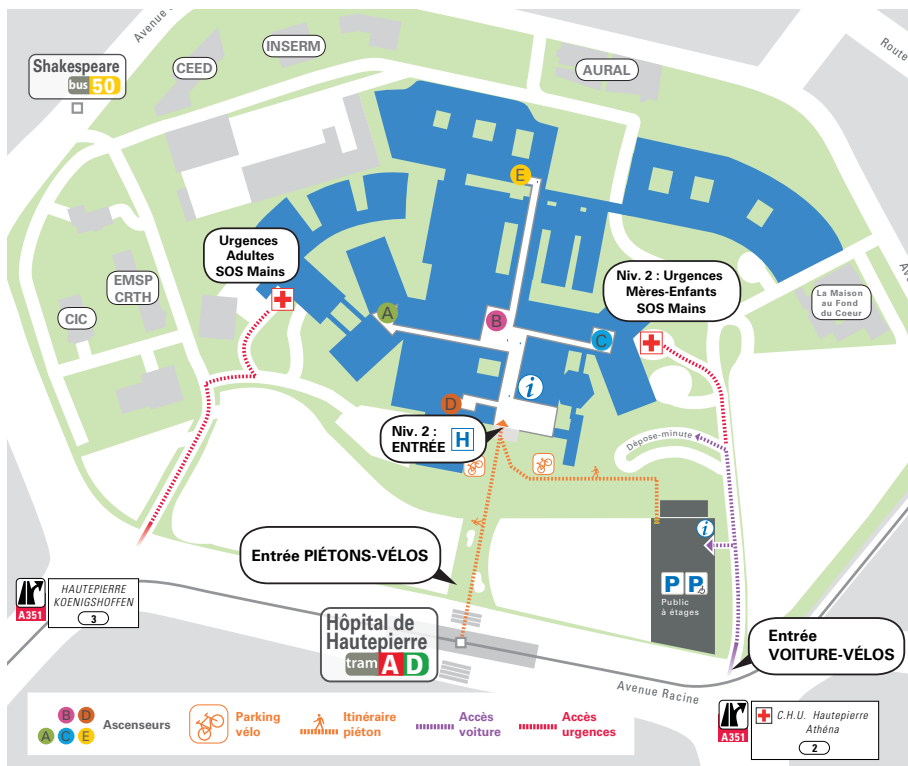 Avenue
Route
Shakespeare
bus 50
CEED
INSERM
AURAL
E
Urgences
Adultes
SOS Mains
Niv. 2 : Urgences
Mères-Enfants
SOS Mains
EMSP
CRTH
CIC
La Maison
au Fond
du Coeur
A
B
C
D
i
Niv. 2 :
ENTRÉE H
Dépose-minute
i
Entrée PIÉTONS-VÉLOS
P P
Public
à étages
A351
HAUTEPIERRE
KOENIGSHOFFEN
3
Hôpital de
Hautepierre
tram A D
Entrée
VOITURE-VÉLOS
Avenue Racine
B D
A C E
Ascenseurs
Parking
vélo
Itinéraire
piéton
Accès
voiture
Accès
urgences
A351
C.H.U. Hautepierre
Athéna
2